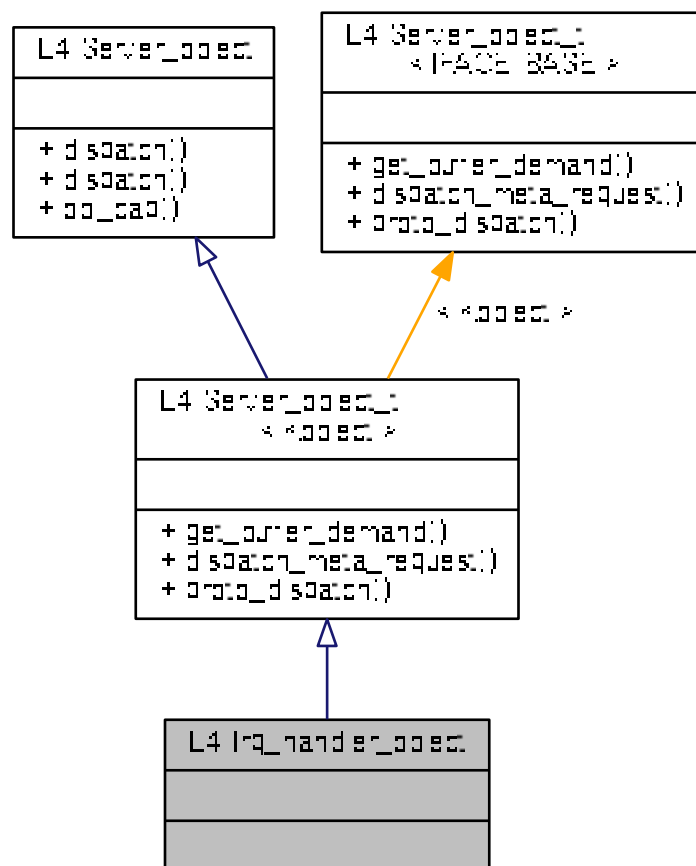 L4::Server_object
+ dispatch()
+ dispatch()
+ obj_cap()
L4::Server_object_t
< IFACE, BASE >
+ get_buffer_demand()
+ dispatch_meta_request()
+ proto_dispatch()
< Kobject >
L4::Server_object_t
< Kobject >
+ get_buffer_demand()
+ dispatch_meta_request()
+ proto_dispatch()
L4::Irq_handler_object